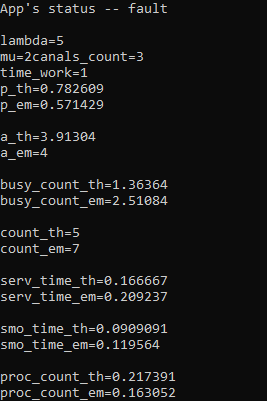 App's status -- fault
lambda=5
mu=2canals_count=3
time_work=1
p_th=0.782609
p_em=0.571429
a_th=3.91304
a_em=4
busy_count_th=1.36364
busy_count_em=2.51084
count_th=5
count_em=7
serv_time_th=0.166667
serv_time_em=0.209237
smo_time_th=0.0909091
smo_time_em=0.119564
proc_count_th=0.217391
proc_count_em=0.163052